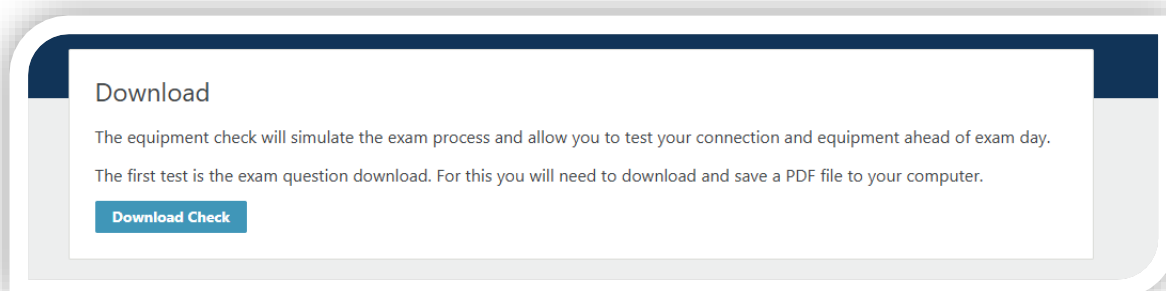 Download
The equipment check will simulate the exam process and allow you to test your connection and equipment ahead of exam day.
The first test is the exam question download. For this you will need to download and save a PDF file to your computer.
Download Check